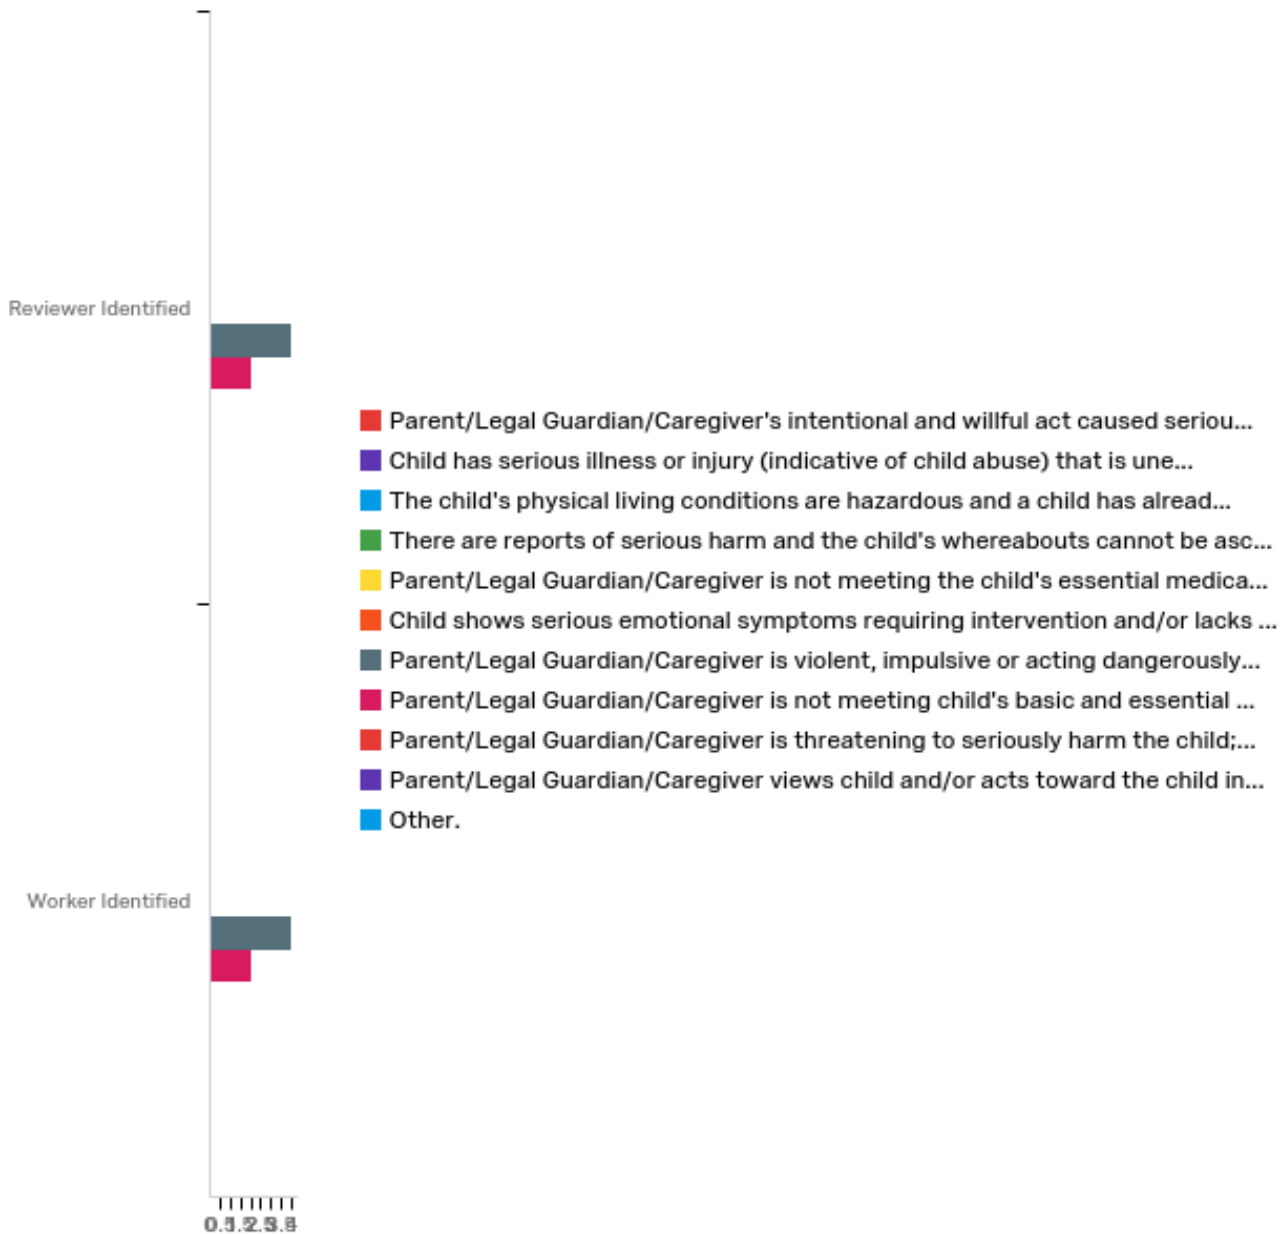 Reviewer Identified
Parent/Legal Guardian/Caregiver's intentional and willful act caused seriou...
Child has serious illness or injury (indicative of child abuse) that is une...
The child's physical living conditions are hazardous and a child has alread...
There are reports of serious harm and the child's whereabouts cannot be asc...
Parent/Legal Guardian/Caregiver is not meeting the child's essential medica...
Child shows serious emotional symptoms requiring intervention and/or lacks ...
Parent/Legal Guardian/Caregiver is violent, impulsive or acting dangerously...
Parent/Legal Guardian/Caregiver is not meeting child's basic and essential ...
Parent/Legal Guardian/Caregiver is threatening to seriously harm the child;...
Parent/Legal Guardian/Caregiver views child and/or acts toward the child in...
Other.
Worker Identified